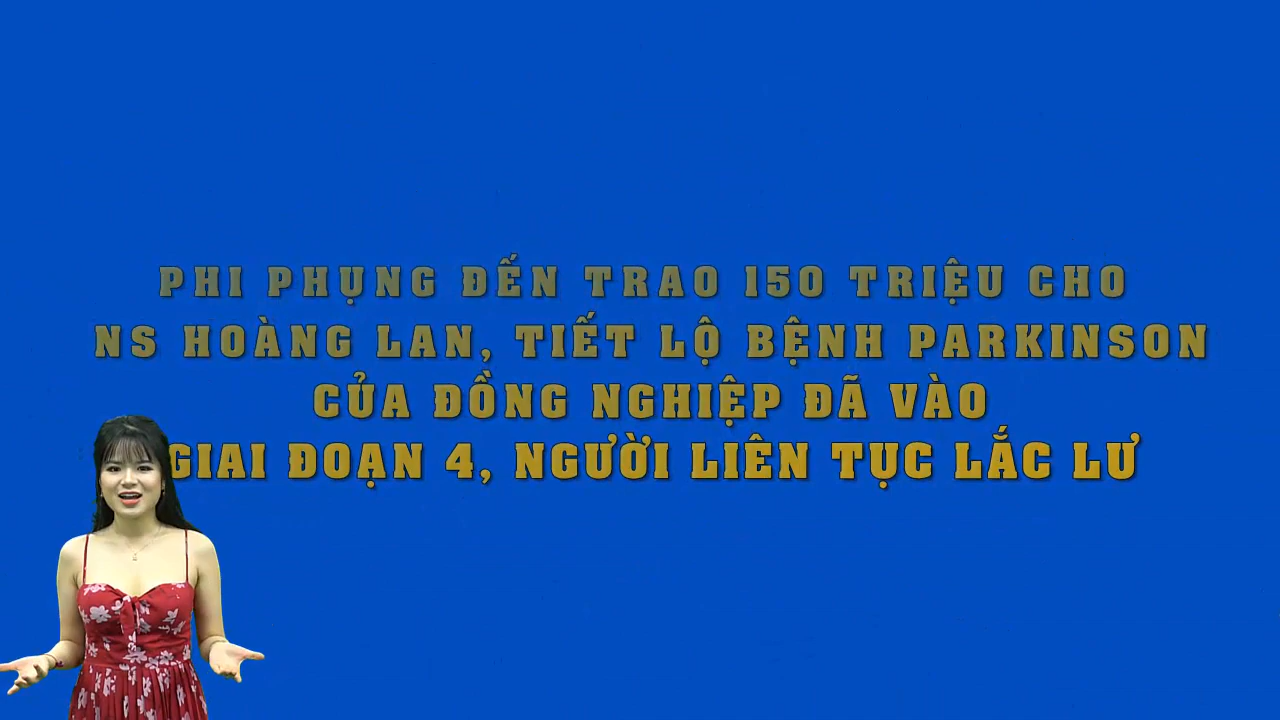 PHI PHỤNG ĐẾN TRAO 150 TRIỆU CHO
NS HOÀNG LAN, TIẾT LỘ BỆNH PARKINSON
CỦA ĐỒNG NGHIỆP ĐÃ VÀO
GIAI ĐOẠN 4, NGƯỜI LIÊN TỤC LẮC LƯ